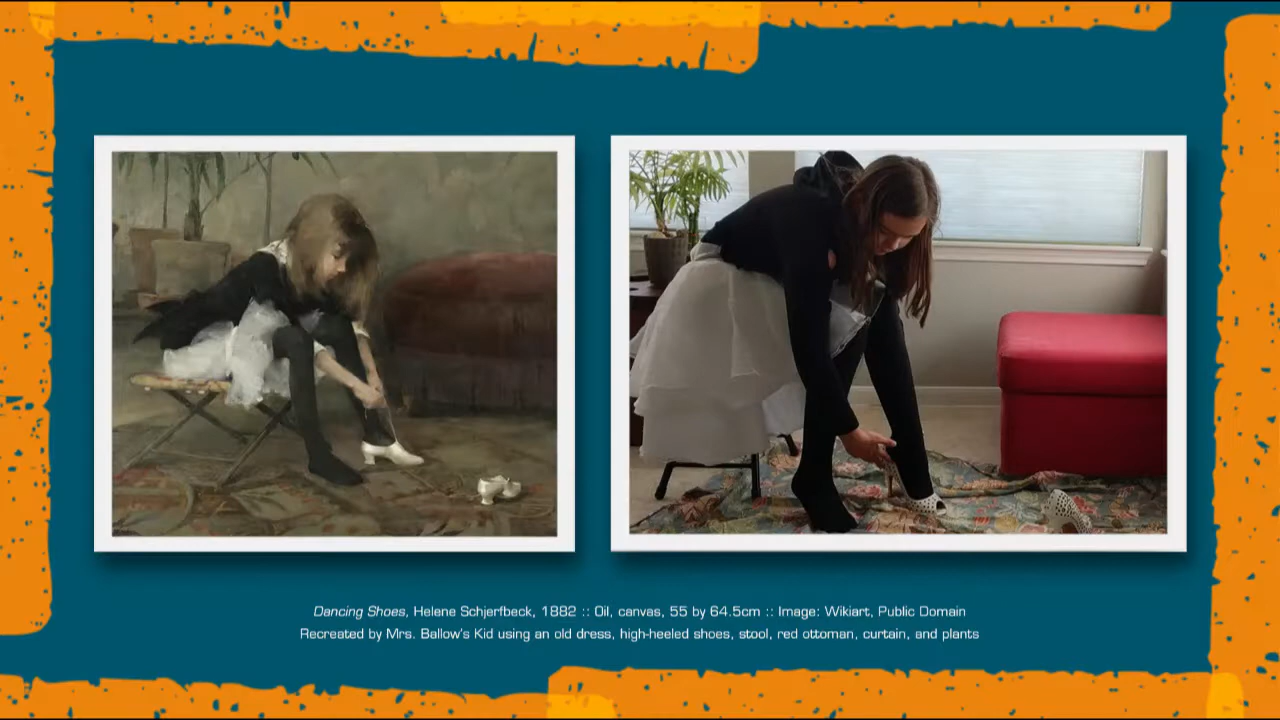 Dancing Shoes, Helene Schjerfbeck, 1882 :: Oil, canvas, 55 by 64.5cm :: Image: Wikiart, Public Domain
Recreated by Mrs. Ballow's Kid using an old dress, high-heeled shoes, stool, red ottoman, curtain, and plants